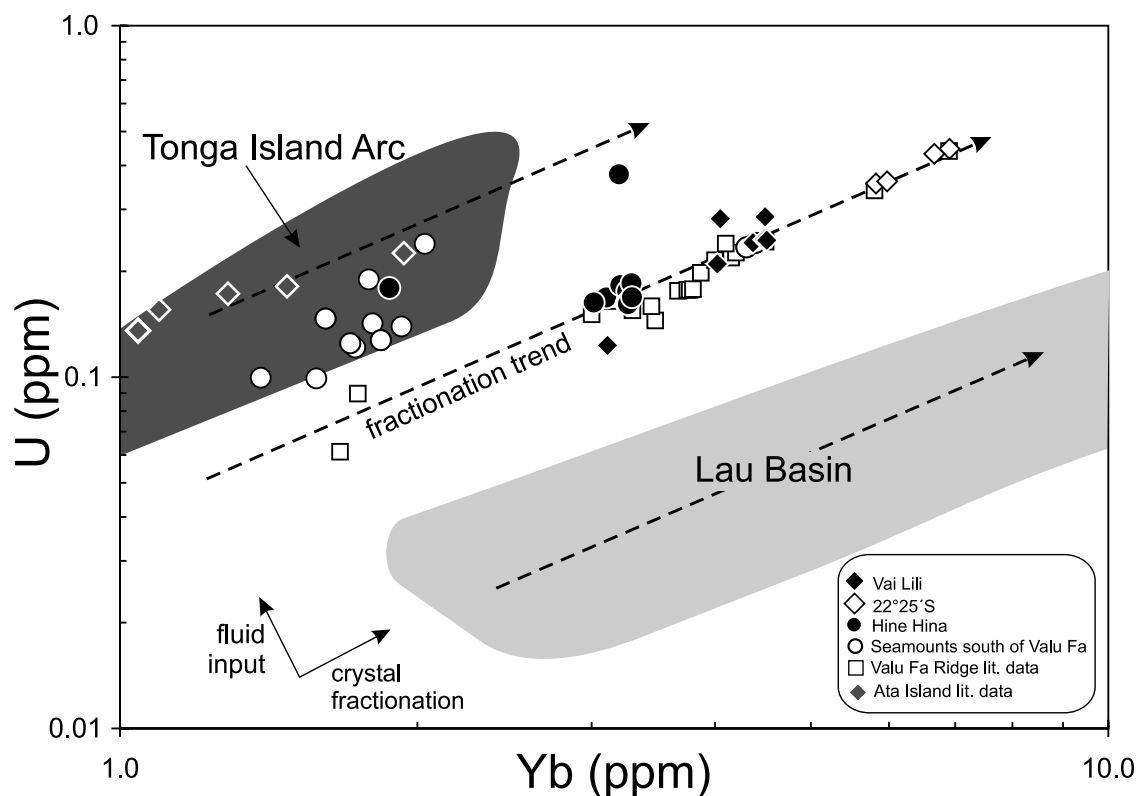 1.0
Tonga Island Arc
U (ppm)
0.1
fractionation trend
Lau Basin
fluid
input
crystal
fractionation
Vai Lili
22°25´S
Hine Hina
Seamounts south of Valu Fa
Valu Fa Ridge lit. data
Ata Island lit. data
0.01
1.0
Yb (ppm)
10.0